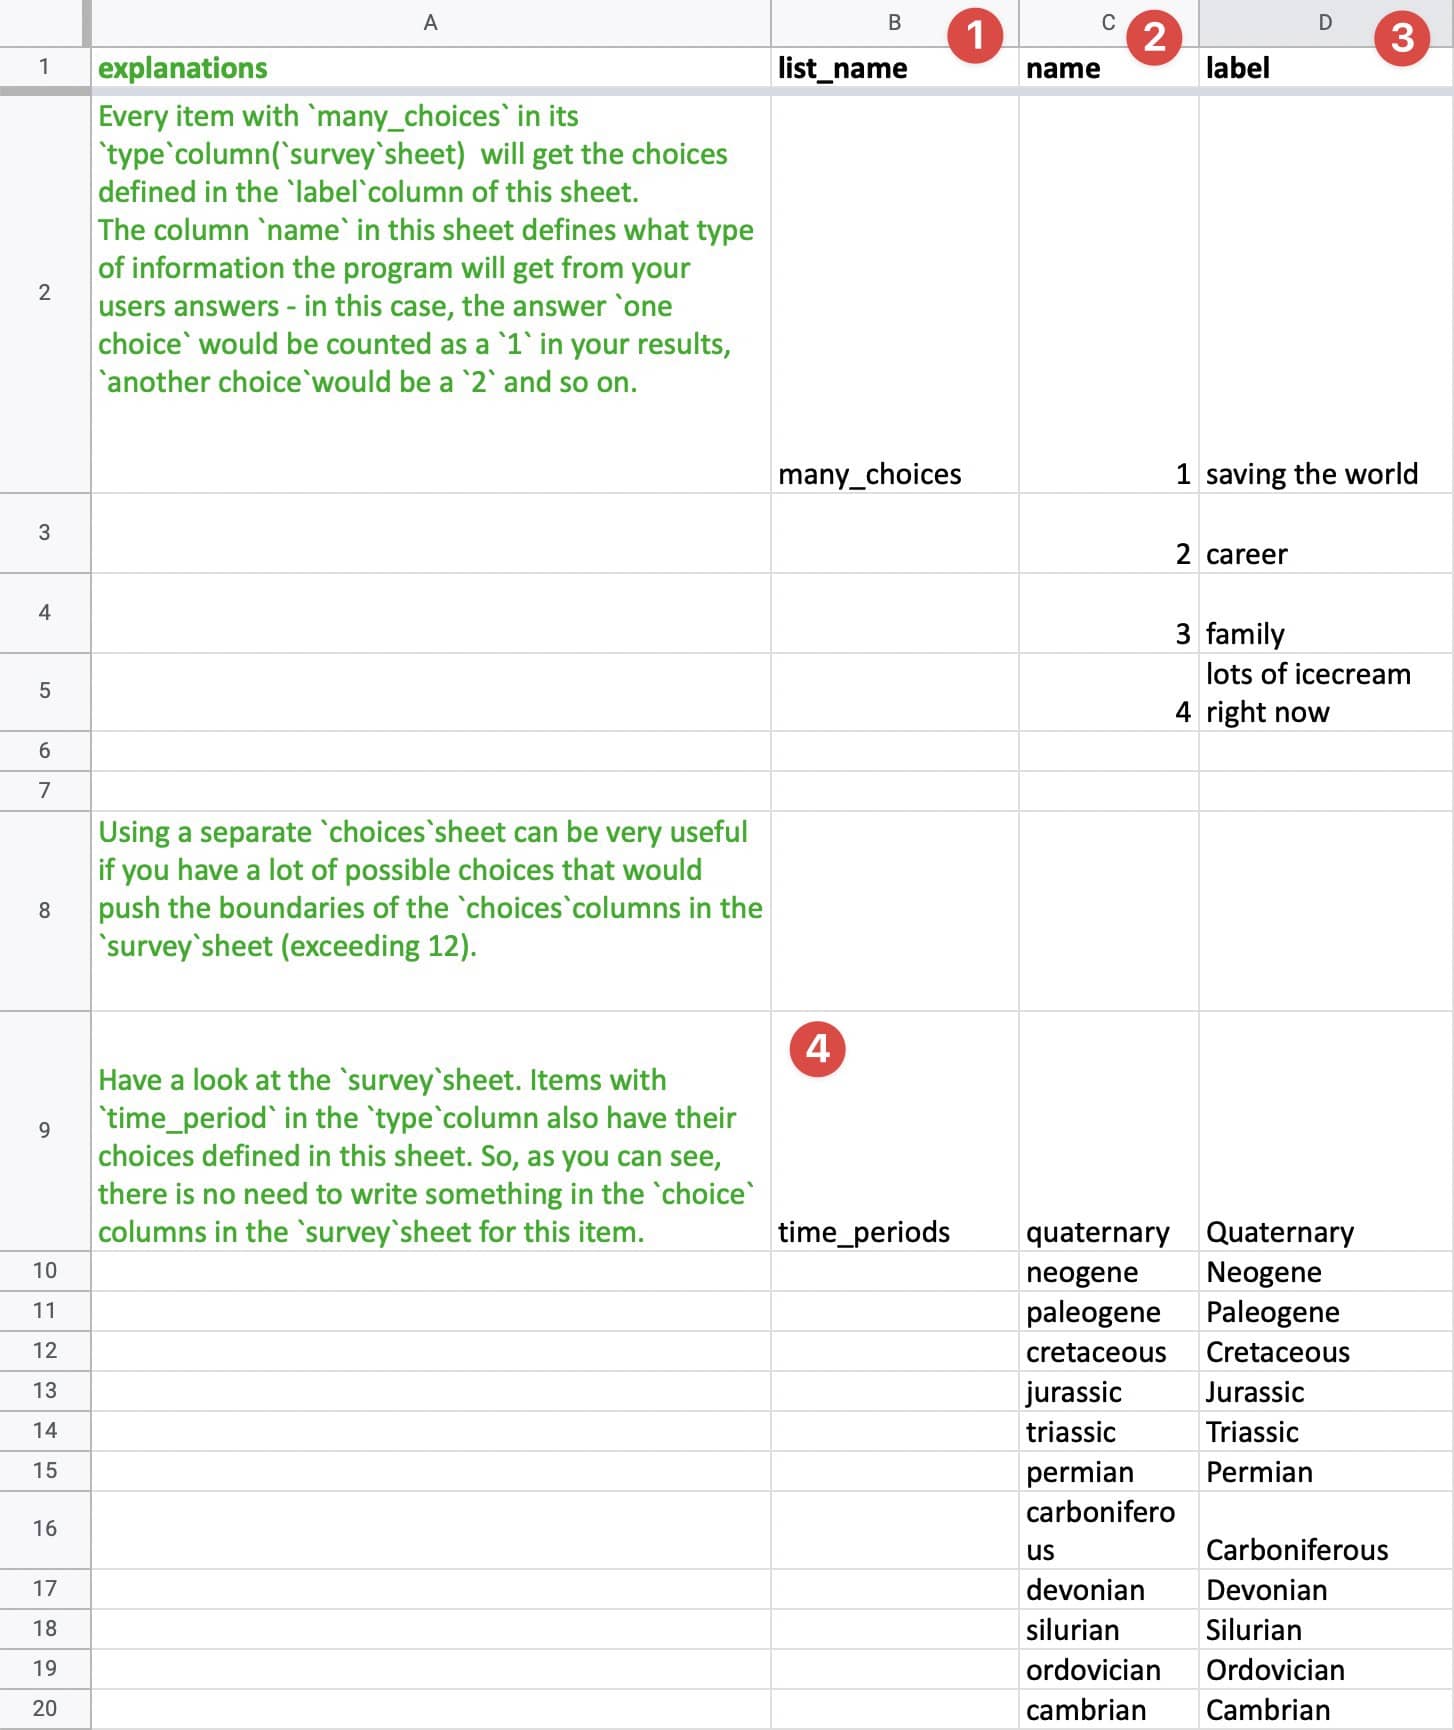 A B 1 C 2 D 3
1 explanations list_name name label
Every item with `many_choices` in its
`type`column(`survey`sheet)  will get the choices
defined in the `label`column of this sheet.
The column `name` in this sheet defines what type
of information the program will get from your
2
users answers - in this case, the answer `one
choice` would be counted as a `1` in your results,
`another choice`would be a `2` and so on.
many_choices 1 saving the world
3
2 career
4
3 family
lots of icecream
5
4 right now
6
7
Using a separate `choices`sheet can be very useful
if you have a lot of possible choices that would
8 push the boundaries of the `choices`columns in the
`survey`sheet (exceeding 12).
4
Have a look at the `survey`sheet. Items with
`time_period` in the `type`column also have their
9
choices defined in this sheet. So, as you can see,
there is no need to write something in the `choice`
columns in the `survey`sheet for this item. time_periods quaternary Quaternary
10 neogene Neogene
11 paleogene Paleogene
12 cretaceous Cretaceous
13 jurassic Jurassic
14 triassic Triassic
15 permian Permian
carbonifero
16
us Carboniferous
17 devonian Devonian
18 silurian Silurian
19 ordovician Ordovician
20 cambrian Cambrian